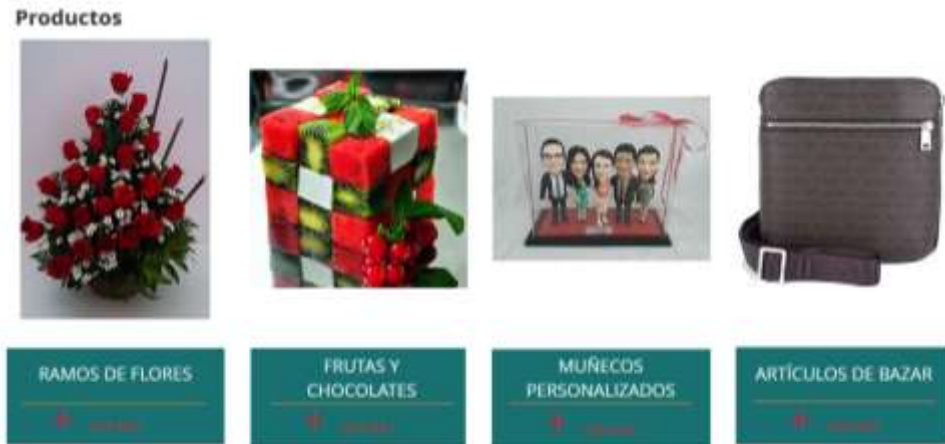 Productos
RAMOS DE FLORES
FRUTAS Y
CHOCOLATES
MUÑECOS
PERSONALIZADOS
ARTÍCULOS DE BAZAR
+
+
+
+